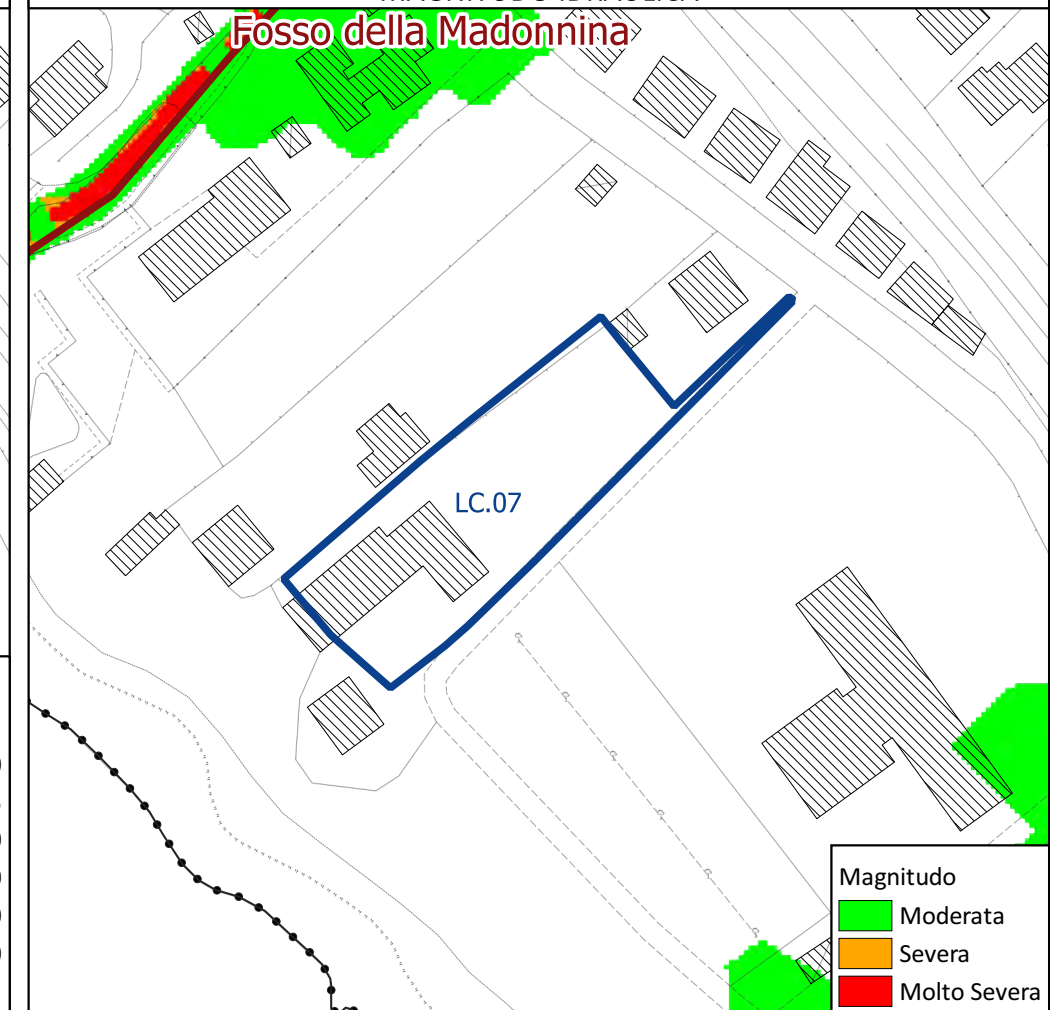 Fosso della Madonnina
LC.07
Magnitudo
Moderata
Severa
Molto Severa